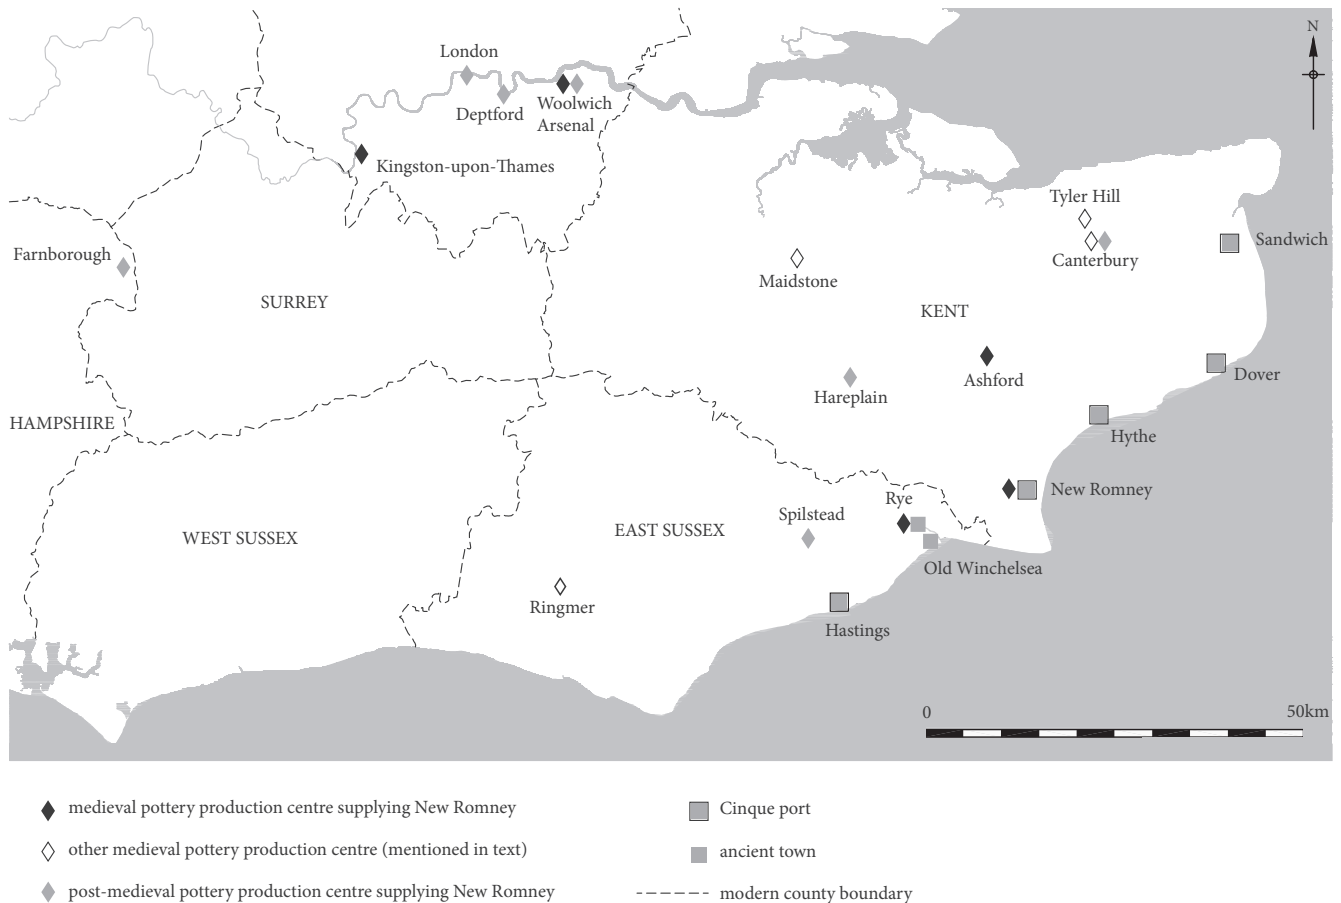 N
London
Deptford
Woolwich
Arsenal
Kingston-upon-Thames
Tyler Hill
Canterbury
Sandwich
Farnborough
Maidstone
SURREY
KENT
Ashford
Dover
Hareplain
HAMPSHIRE
Hythe
Rye
New Romney
Spilstead
EAST SUSSEX
WEST SUSSEX
Old Winchelsea
Ringmer
Hastings
0
50km
medieval pottery production centre supplying New Romney
other medieval pottery production centre (mentioned in text)
post-medieval pottery production centre supplying New Romney
Cinque port
ancient town
modern county boundary